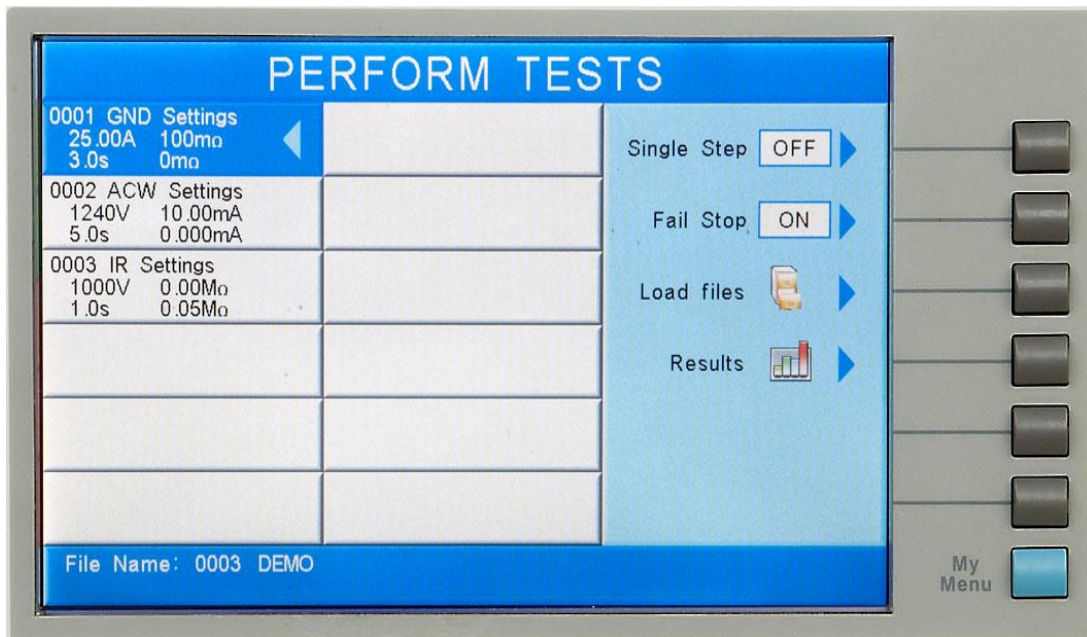 PERFORM TESTS
0001 GND Settings
25.00A 100mΩ
3.0s 0mΩ
0002 ACW Settings
1240V 10.00mA
5.0s 0.000mA
0003 IR Settings
1000V 0.00MΩ
1.0s 0.05MΩ
Single Step OFF
Fail Stop ON
Load files
Results
File Name: 0003 DEMO
My
Menu